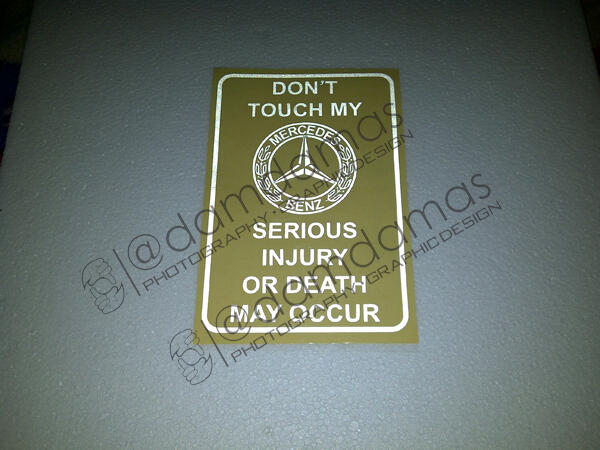 DON'T
TOUCH MY
MERCEDES
BENZ
SERIOUS
INJURY
OR DEATH
MAY OCCUR
@damdamas
PHOTOGRAPHY.GRAPHIC DESIGN
@damdamas
PHOTOGRAPHY.GRAPHIC DESIGN